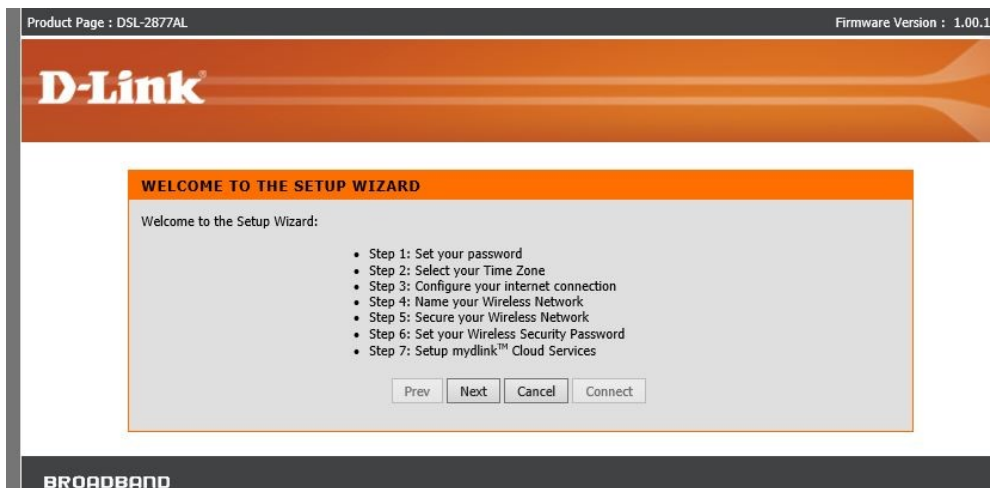 Product Page : DSL-2877AL Firmware Version : 1.00.1
D-Link
WELCOME TO THE SETUP WIZARD
Welcome to the Setup Wizard:
• Step 1: Set your password
• Step 2: Select your Time Zone
• Step 3: Configure your internet connection
• Step 4: Name your Wireless Network
• Step 5: Secure your Wireless Network
• Step 6: Set your Wireless Security Password
• Step 7: Setup mydlink™ Cloud Services
Prev Next Cancel Connect
BROADBAND